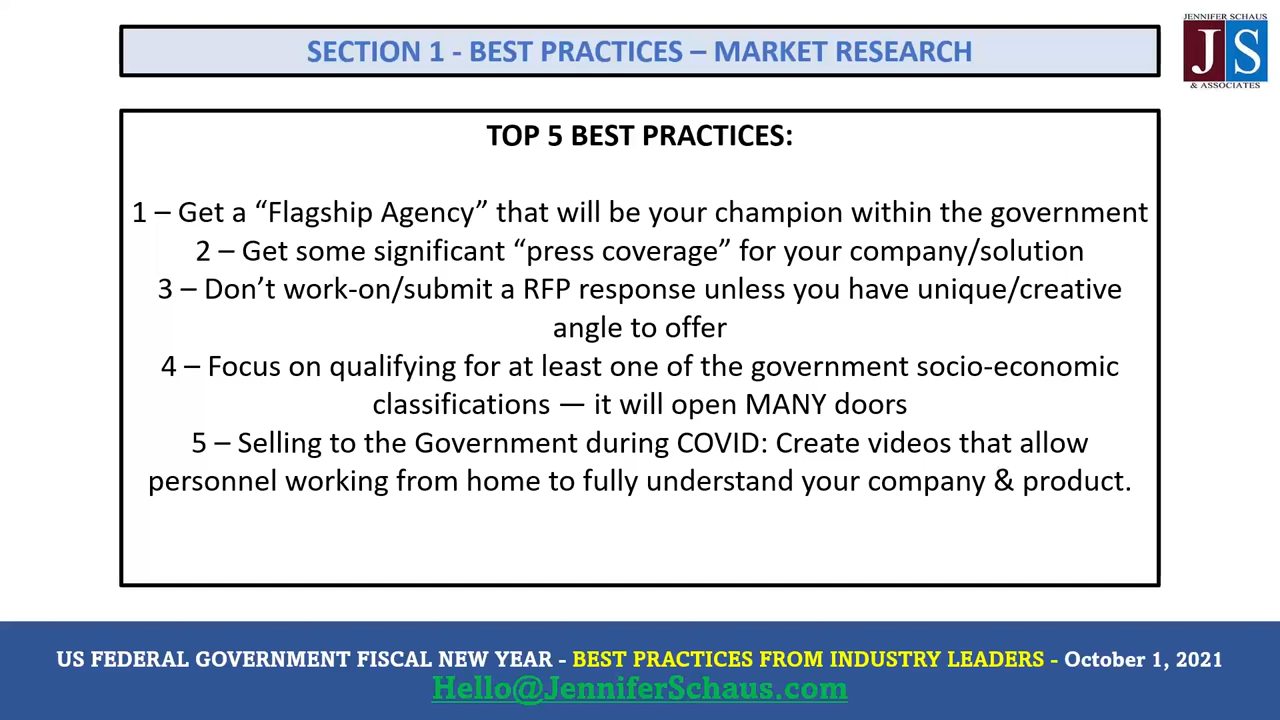 SECTION 1 - BEST PRACTICES – MARKET RESEARCH
JENNIFER SCHAUS
JS
& ASSOCIATES
TOP 5 BEST PRACTICES:
1 – Get a “Flagship Agency” that will be your champion within the government
2 – Get some significant “press coverage” for your company/solution
3 – Don’t work-on/submit a RFP response unless you have unique/creative
angle to offer
4 – Focus on qualifying for at least one of the government socio-economic
classifications — it will open MANY doors
5 – Selling to the Government during COVID: Create videos that allow
personnel working from home to fully understand your company & product.
US FEDERAL GOVERNMENT FISCAL NEW YEAR - BEST PRACTICES FROM INDUSTRY LEADERS - October 1, 2021
Hello@JenniferSchaus.com